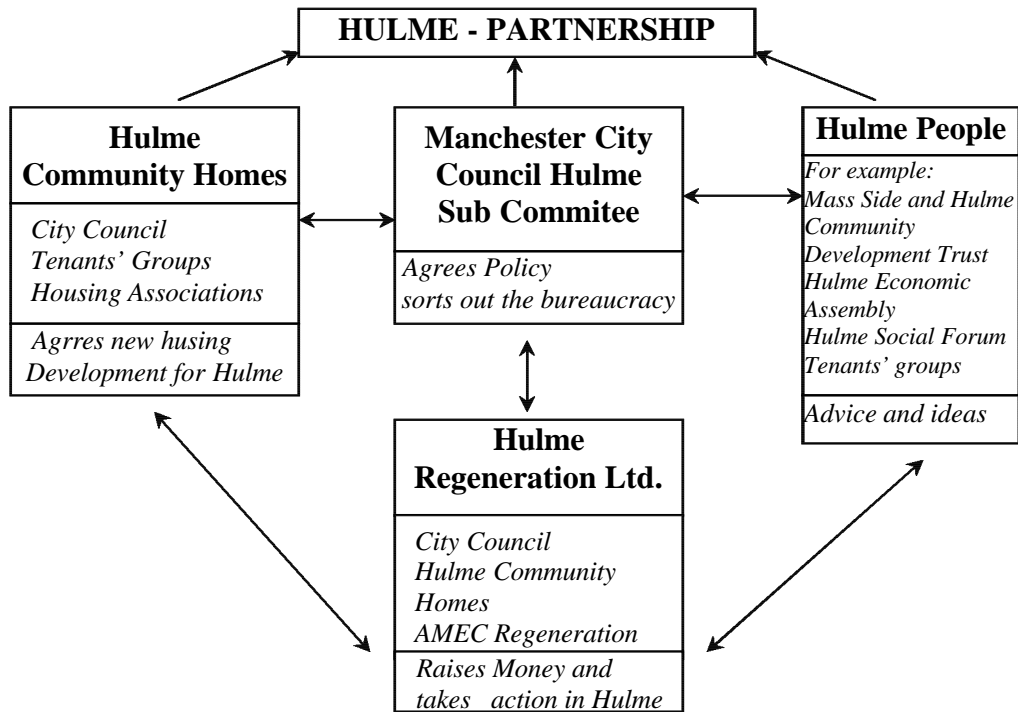 HULME - PARTNERSHIP
Hulme
Community Homes
City Council
Tenants’ Groups
Housing Associations
Agrres new husing
Development for Hulme
Manchester City
Council Hulme
Sub Commitee
Agrees Policy
sorts out the bureaucracy
Hulme People
For example:
Mass Side and Hulme
Community
Development Trust
Hulme Economic
Assembly
Hulme Social Forum
Tenants’ groups
Advice and ideas
Hulme
Regeneration Ltd.
City Council
Hulme Community
Homes
AMEC Regeneration
Raises Money and
takes action in Hulme